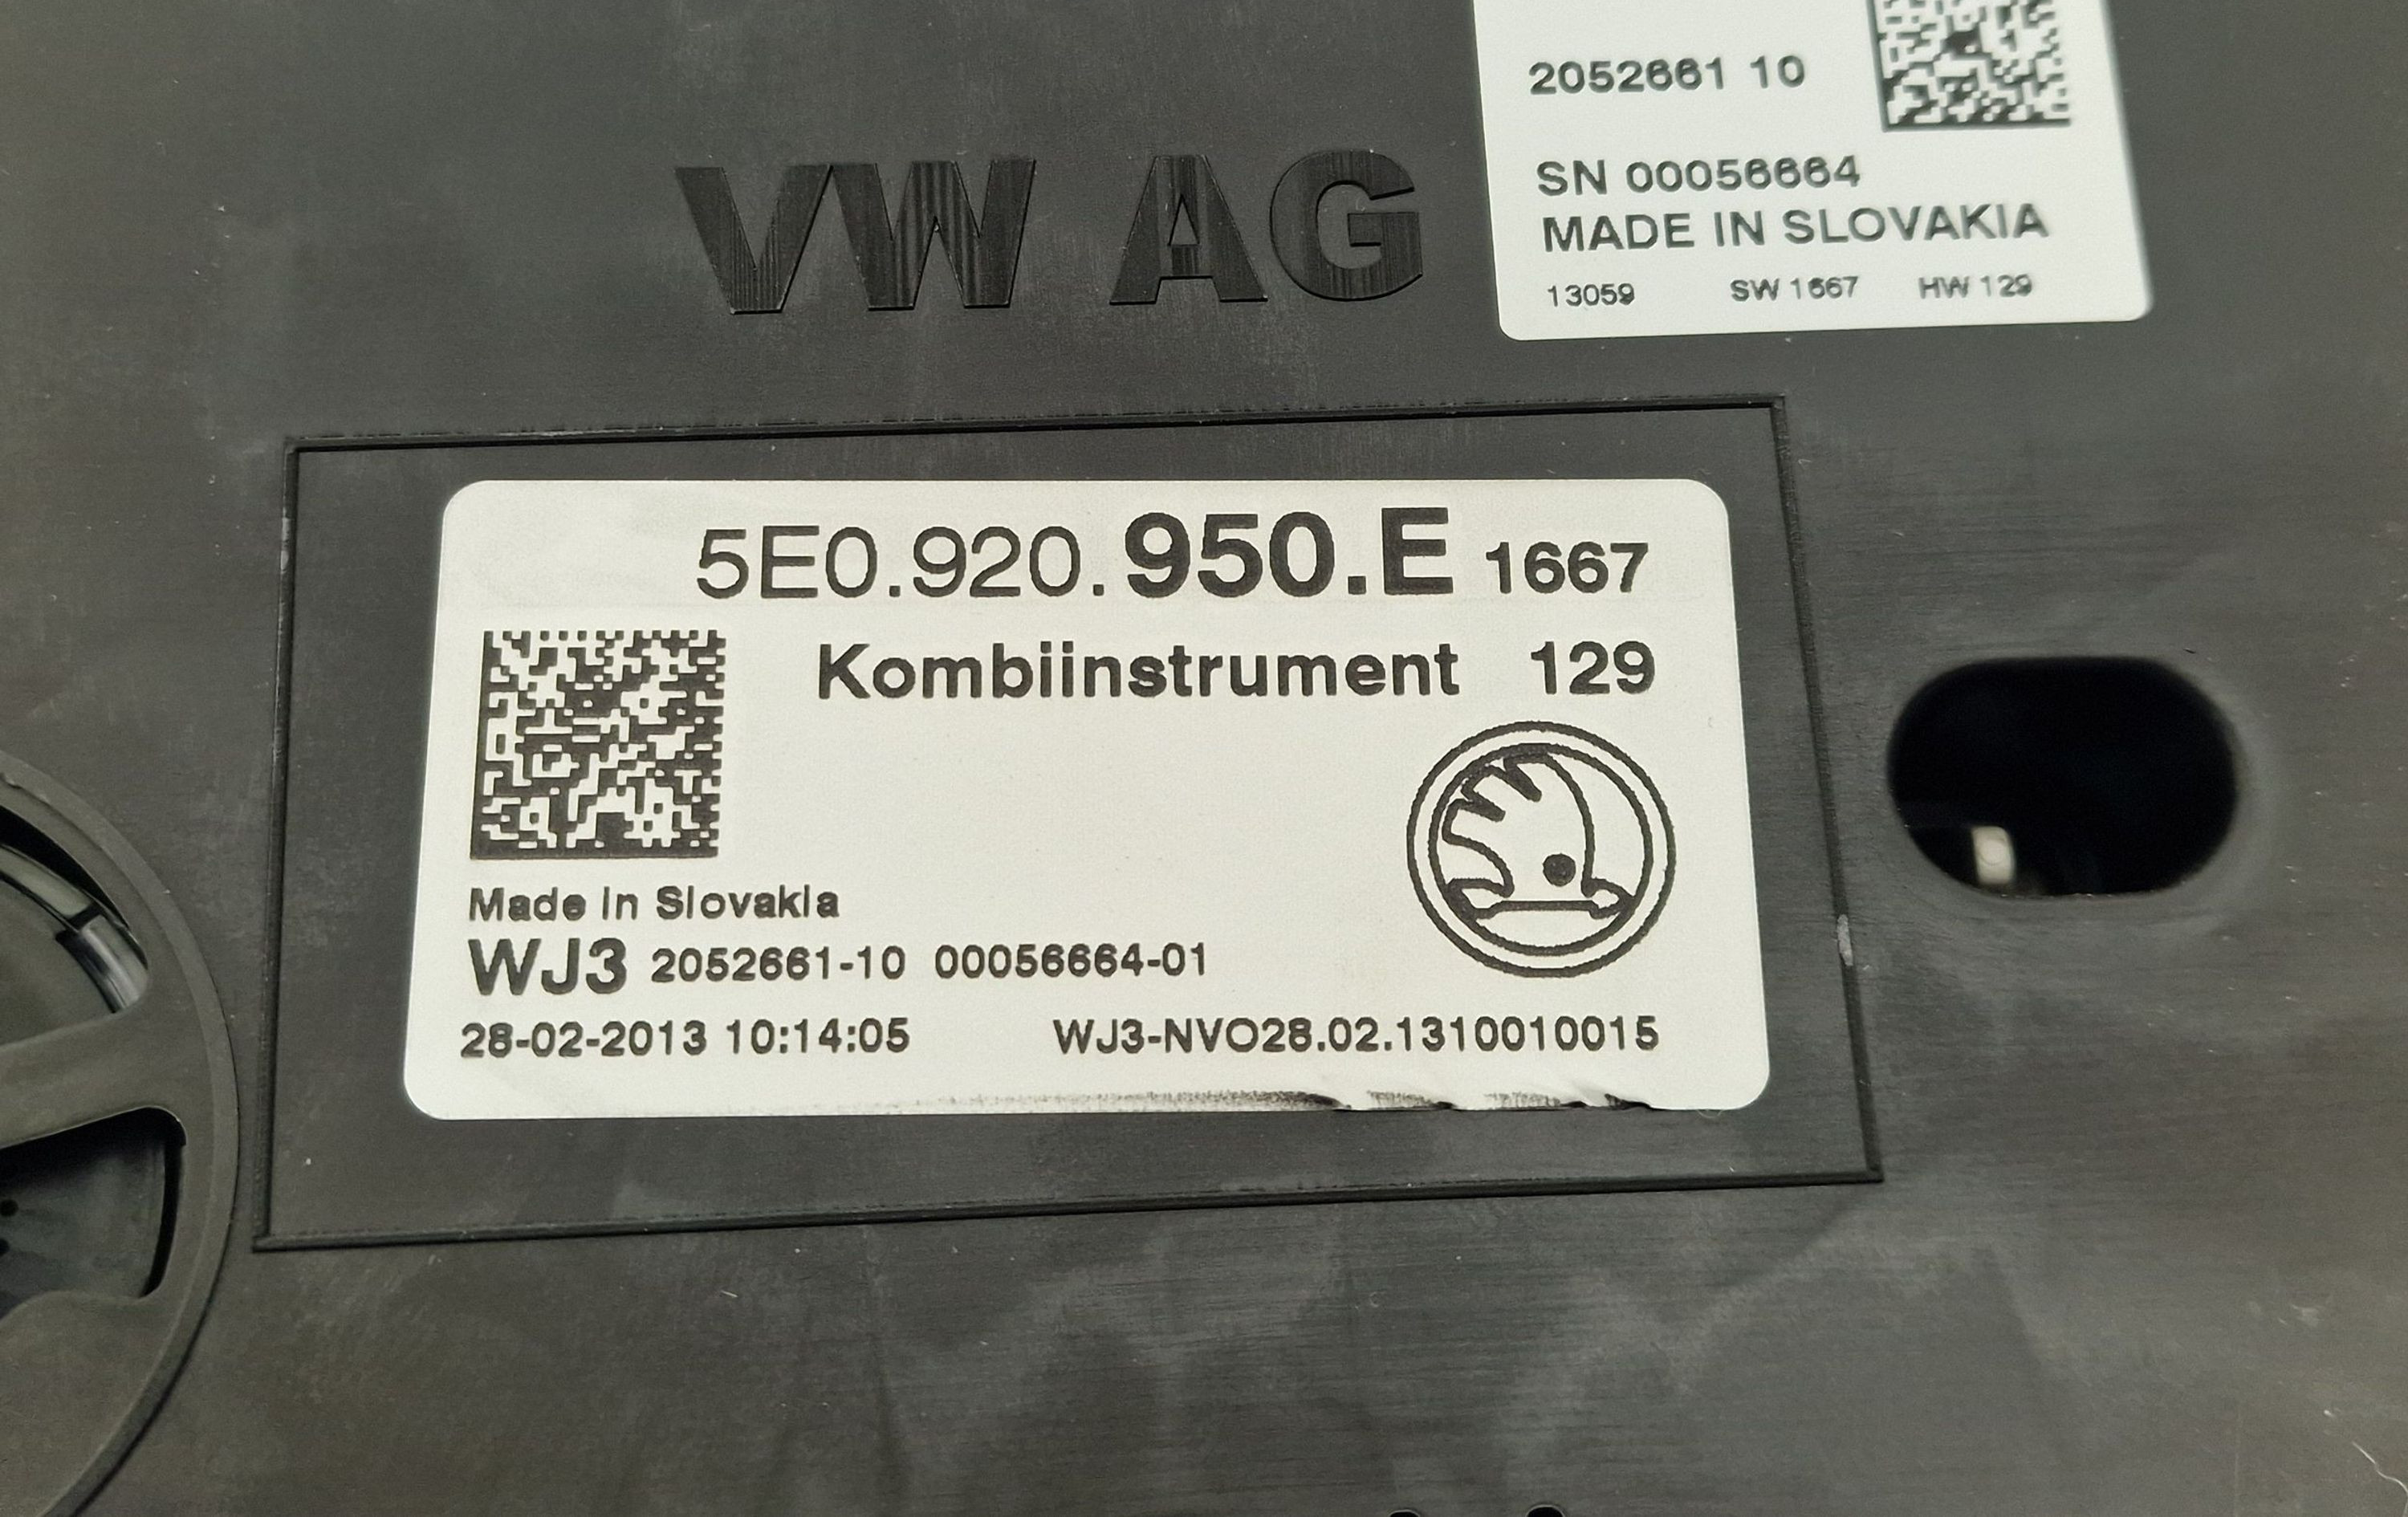 2052661 10
SN 00056664
MADE IN SLOVAKIA
13059 SW 1667 HW 129
VW AG
5E0.920.950.E 1667
Kombiinstrument 129
Made in Slovakia
WJ3 2052661-10 00056664-01
28-02-2013 10:14:05 WJ3-NVO28.02.1310010015